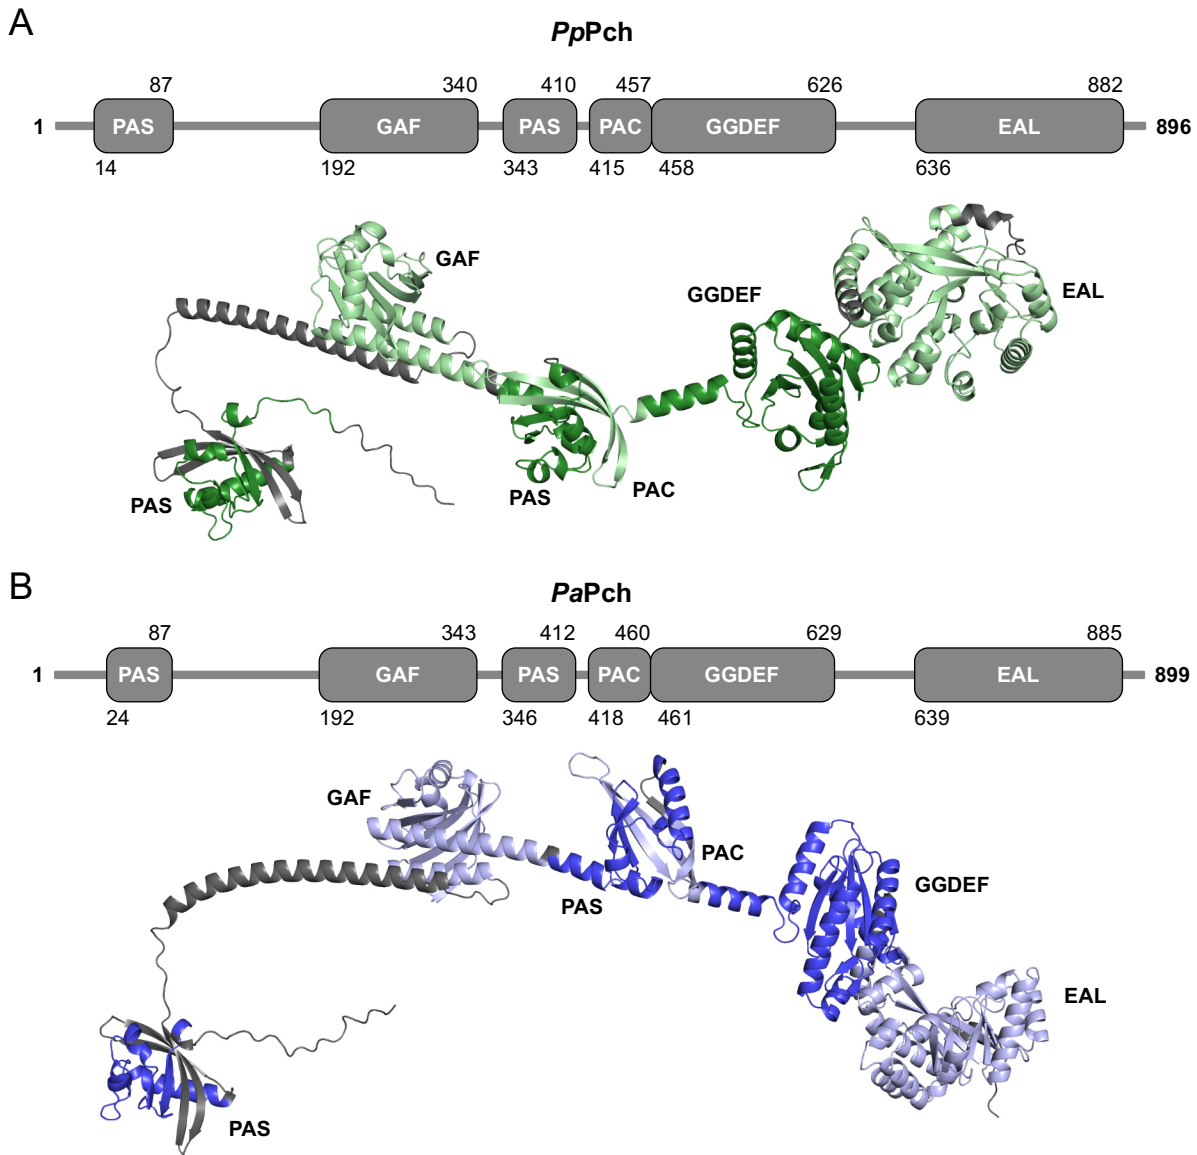 A
PpPch
87 340 410 457 626 882
1 PAS GAF PAS PAC GGDEF EAL 896
14 192 343 415 458 636
GAF
GGDEF
EAL
PAS
PAC
PAS
B
PaPch
87 343 412 460 629 885
1 PAS GAF PAS PAC GGDEF EAL 899
24 192 346 418 461 639
GAF
PAC
GGDEF
PAS
EAL
PAS